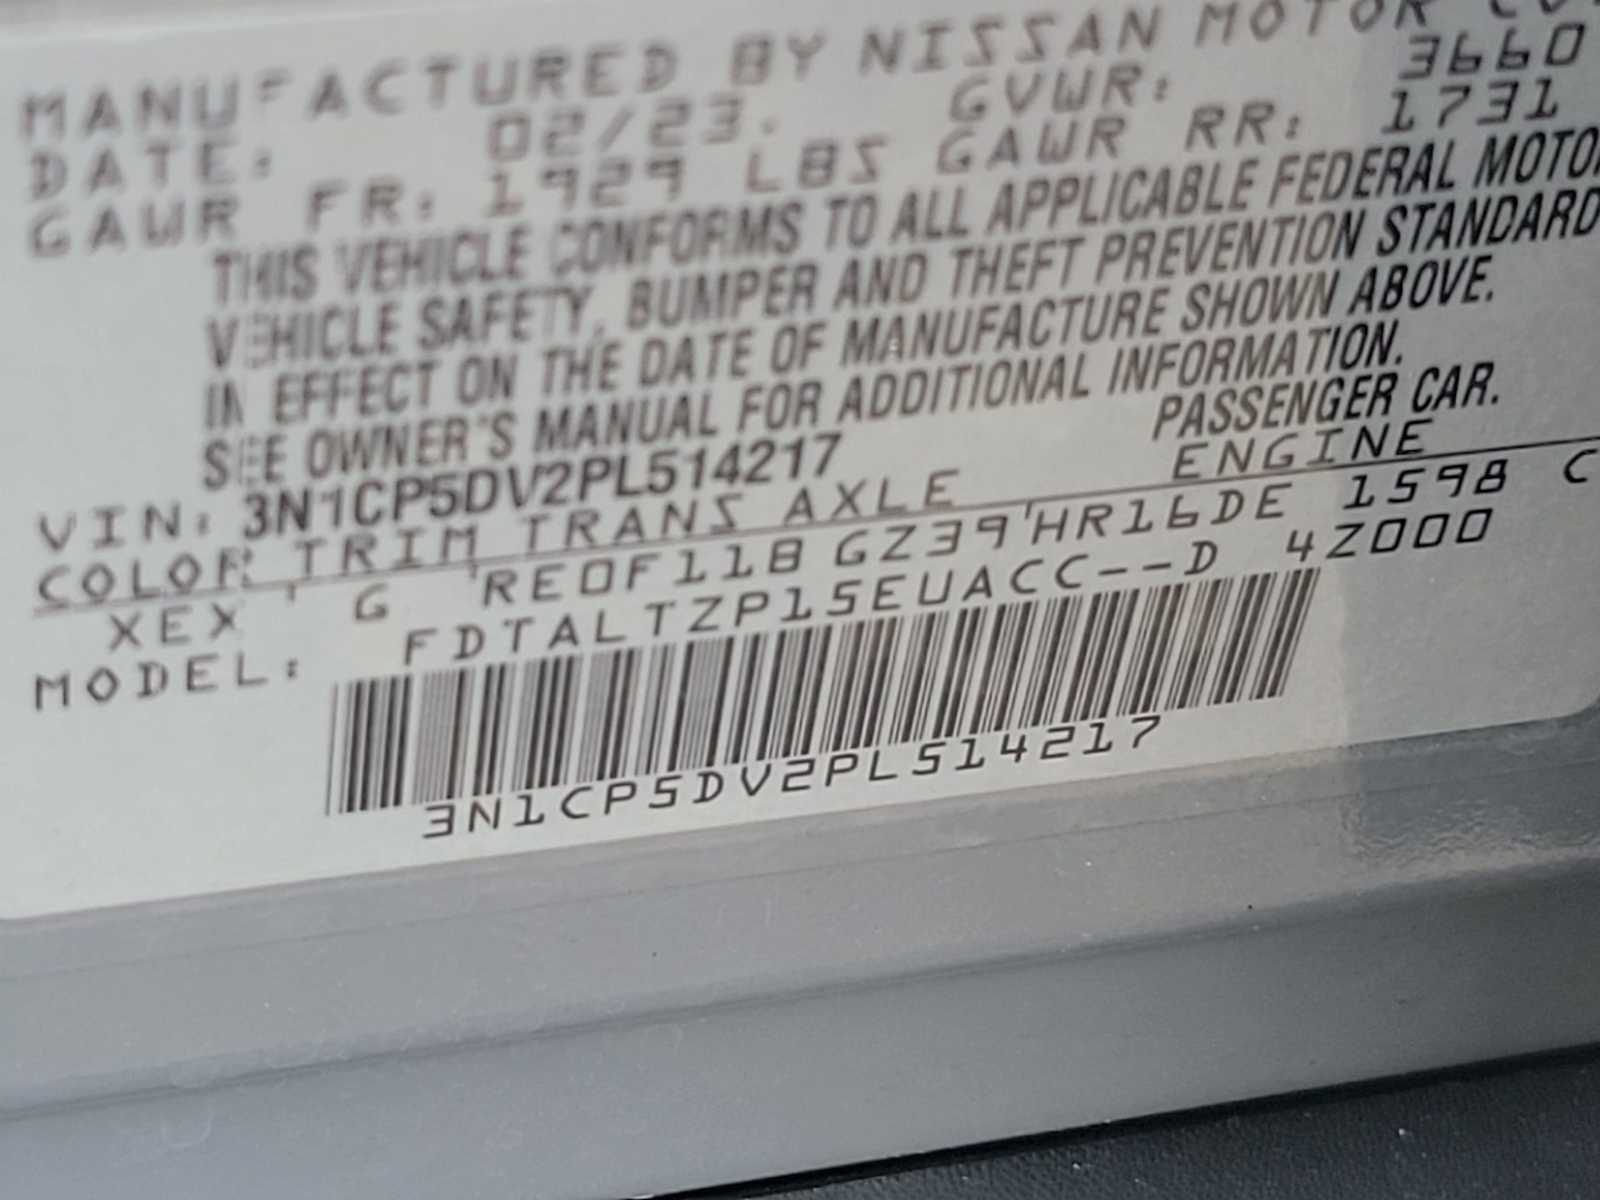 MANUFACTURED BY NISSAN MOTOR
DATE: 02/23. GVWR: 3660
GAWR FR: 1929 LBS GAWR RR: 1731
THIS VEHICLE CONFORMS TO ALL APPLICABLE FEDERAL MOTOR
VEHICLE SAFETY, BUMPER AND THEFT PREVENTION STANDARD
IN EFFECT ON THE DATE OF MANUFACTURE SHOWN ABOVE.
SEE OWNER'S MANUAL FOR ADDITIONAL INFORMATION.
VIN: 3N1CP5DV2PL514217 PASSENGER CAR.
COLOR TRIM TRANS AXLE ENGINE
XEX ' G 'RE0F11B GZ39'HR16DE 1598 C
MODEL: FDTALTZP15EUACC--D 4Z000
3N1CP5DV2PL514217